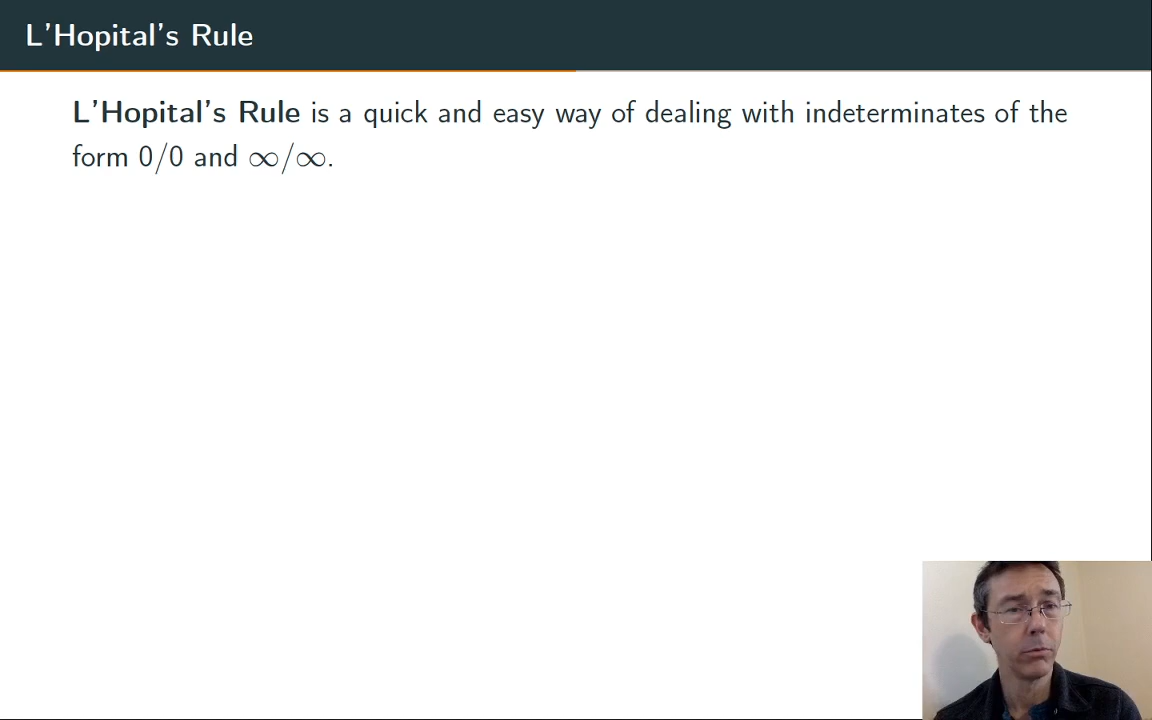 L'Hopital's Rule
L'Hopital's Rule is a quick and easy way of dealing with indeterminates of the
form 0/0 and ∞/∞.